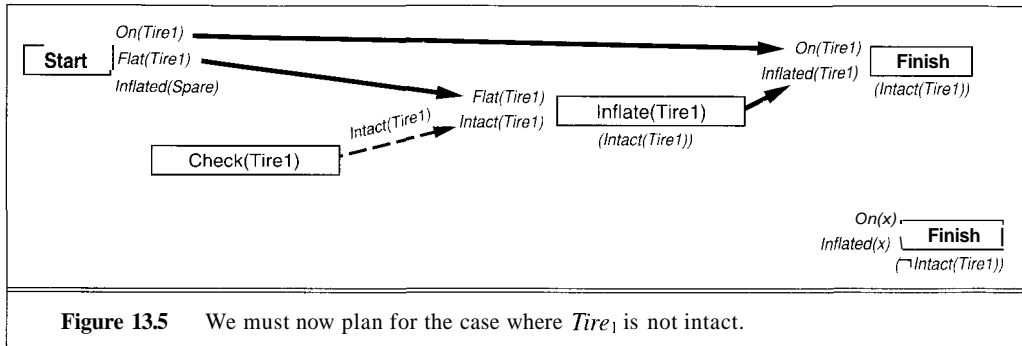 On(Tire1)
Start
Flat(Tire1)
Inflated(Spare)
On(Tire1)
Inflated(Tire1)
Finish
(Intact(Tire1))
Flat(Tire1)
Intact(Tire1)
Inflate(Tire1)
(Intact(Tire1))
Intact(Tire1)
Check(Tire1)
On(x)
Inflated(x)
Finish
(¬Intact(Tire1))
Figure 13.5 We must now plan for the case where Tire₁ is not intact.